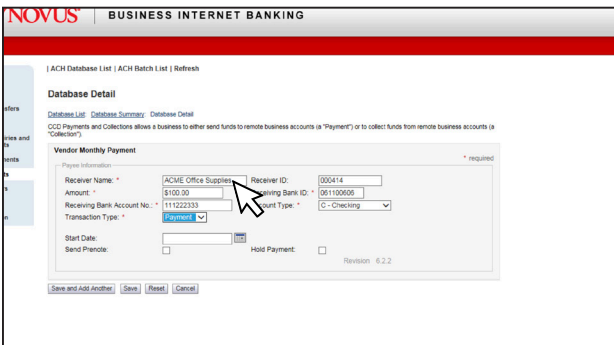 NOVUS BUSINESS INTERNET BANKING
| ACH Database List | ACH Batch List | Refresh
Database Detail
Database List: Database Summary: Database Detail
CCD Payments and Collections allows a business to either send funds to remote business accounts (a "Payment") or to collect funds from remote business accounts (a
"Collection").
Vendor Monthly Payment
* required
Payee Information
Receiver Name: * ACME Office Supplies Receiver ID: 000414
Amount: * $100.00 Receiving Bank ID: * 061100606
Receiving Bank Account No.: * 111222333 Account Type: * C - Checking
Transaction Type: * Payment
Start Date:
Send Prenote: Hold Payment:
Revision 6.2.2
Save and Add Another Save Reset Cancel